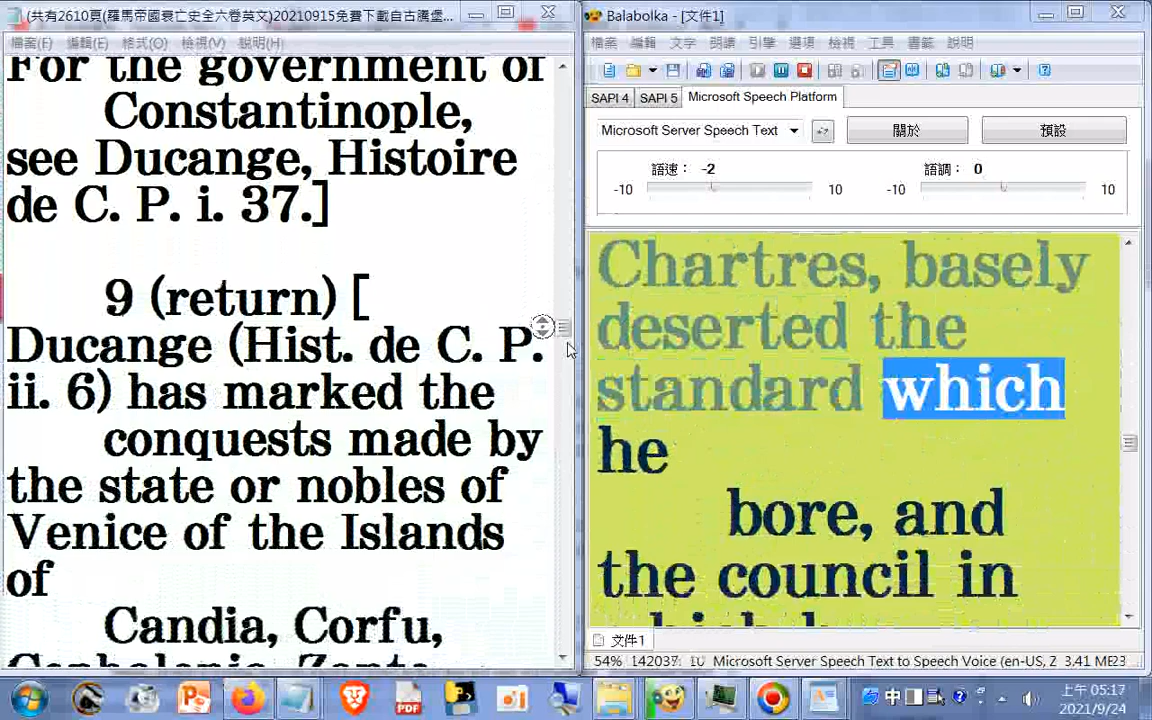 (共有2610頁(羅馬帝國衰亡史全六卷英文)20210915免費下載自古騰堡...
檔案(F) 編輯(E) 格式(O) 檢視(V) 說明(H)
For the government of
Constantinople,
see Ducange, Histoire
de C. P. i. 37.]
9 (return) [
Ducange (Hist. de C. P.
ii. 6) has marked the
conquests made by
the state or nobles of
Venice of the Islands
of
Candia, Corfu,
Cephalonia, Zante,
Balabolka - [文件1]
檔案 編輯 文字 朗讀 引擎 選項 檢視 工具 書籤 說明
SAPI 4 SAPI 5 Microsoft Speech Platform
Microsoft Server Speech Text 關於 預設
語速： -2 語調： 0
-10 10 -10 10
Chartres, basely
deserted the
standard which
he
bore, and
the council in
文件1
54% Microsoft Server Speech Text to Speech Voice (en-US, Z 3.41 ME23
中
上午 05:17
2021/9/24